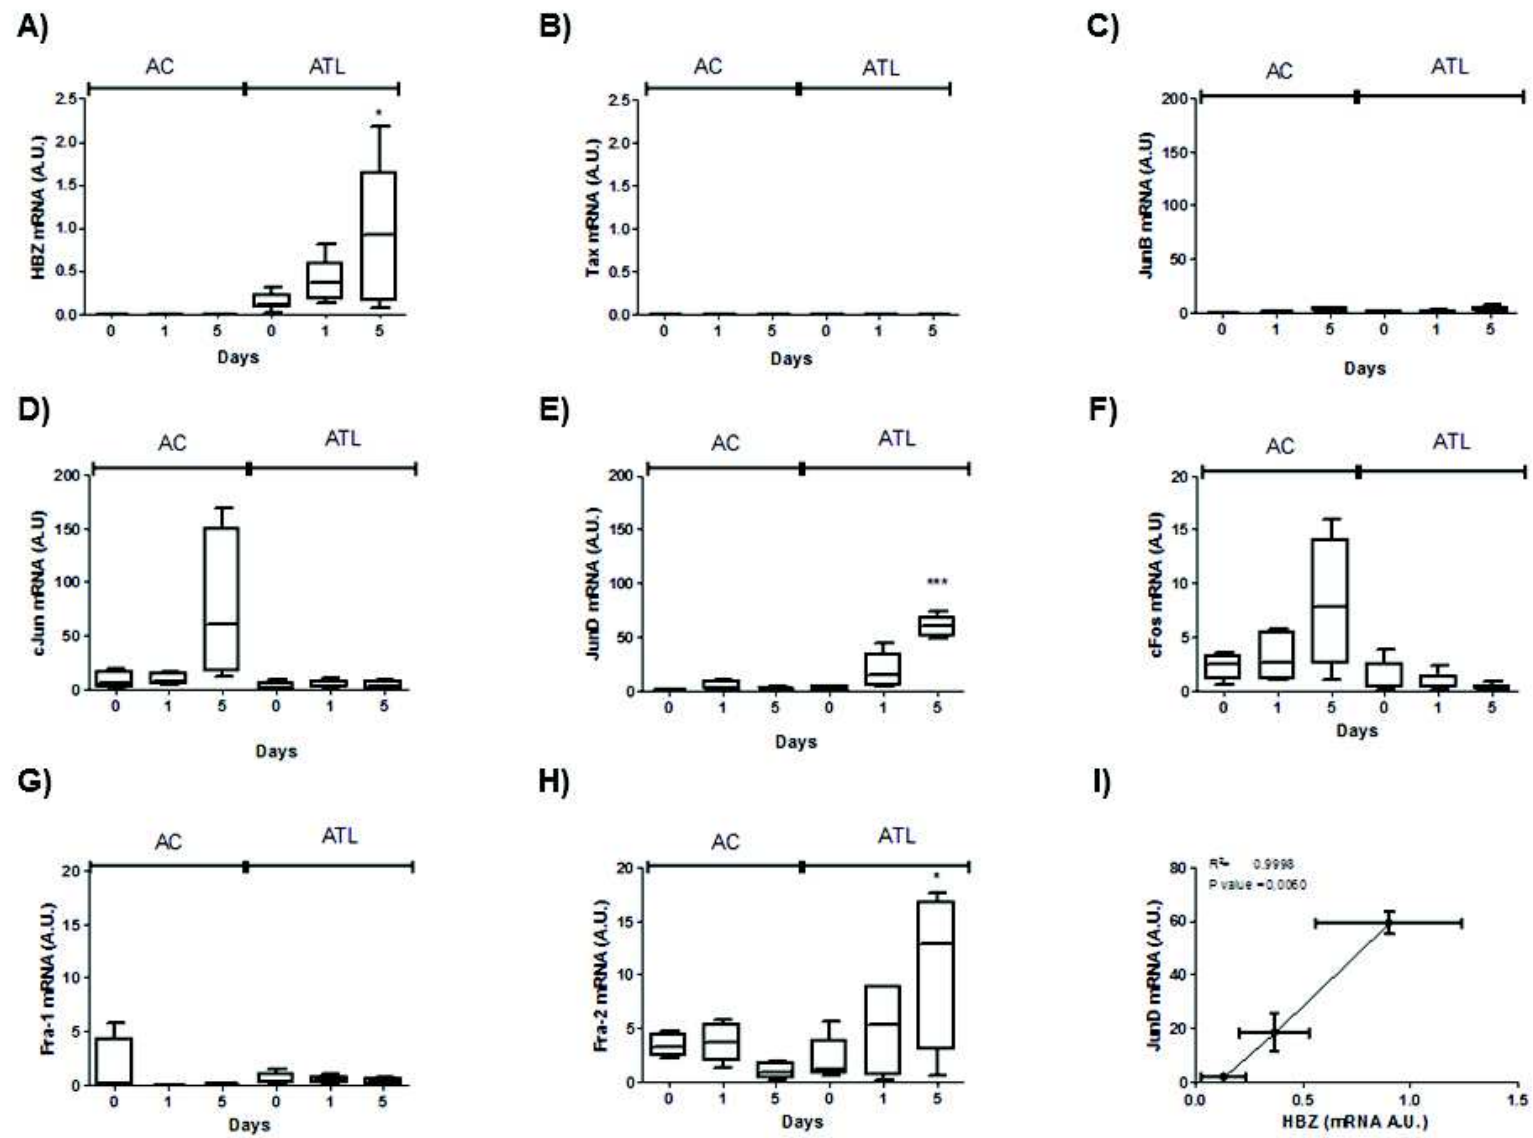 A)
AC ATL
HBZ mRNA (A.U.)
2.5
2.0
1.5
1.0
0.5
0.0
*
0 1 5 0 1 5
Days
B)
AC ATL
Tax mRNA (A.U.)
2.5
2.0
1.5
1.0
0.5
0.0
0 1 5 0 1 5
Days
C)
AC ATL
JunB mRNA (A.U)
200
150
100
50
0
0 1 5 0 1 5
Days
D)
AC ATL
cJun mRNA (A.U)
200
150
100
50
0
0 1 5 0 1 5
Days
E)
AC ATL
JunD mRNA (A.U.)
200
150
100
50
0
***
0 1 5 0 1 5
Days
F)
AC ATL
cFos mRNA (A.U)
20
15
10
5
0
0 1 5 0 1 5
Days
G)
AC ATL
Fra-1 mRNA (A.U.)
20
15
10
5
0
0 1 5 0 1 5
Days
H)
AC ATL
Fra-2 mRNA (A.U.)
20
15
10
5
0
*
0 1 5 0 1 5
Days
I)
R²= 0.9998
P value =0,0060
JunD mRNA (A.U.)
80
60
40
20
0
0.0 0.5 1.0 1.5
HBZ (mRNA A.U.)